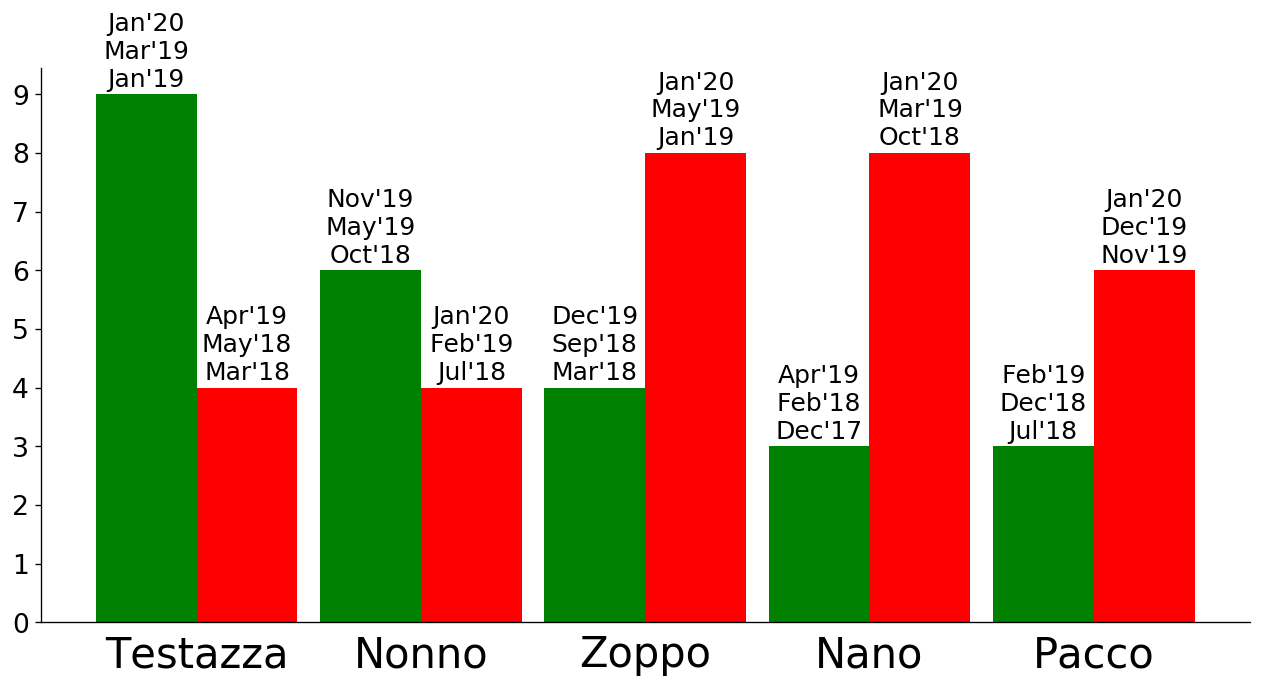 Jan'20
Mar'19
Jan'19
Apr'19
May'18
Mar'18
Nov'19
May'19
Oct'18
Jan'20
Feb'19
Jul'18
Dec'19
Sep'18
Mar'18
Jan'20
May'19
Jan'19
Apr'19
Feb'18
Dec'17
Jan'20
Mar'19
Oct'18
Feb'19
Dec'18
Jul'18
Jan'20
Dec'19
Nov'19
9
8
7
6
5
4
3
2
1
0
Testazza Nonno Zoppo Nano Pacco